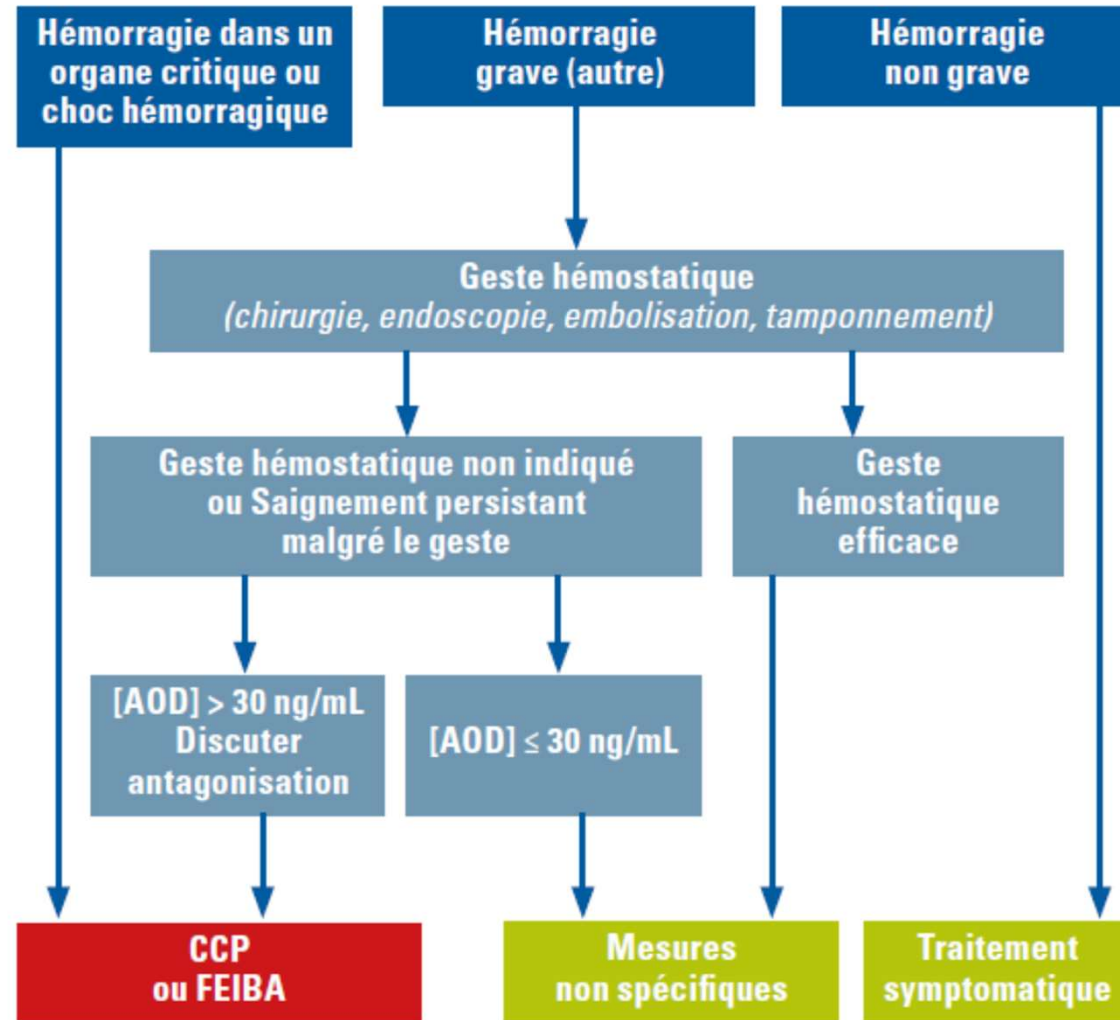 Hémorragie dans un
organe critique ou
choc hémorragique
Hémorragie
grave (autre)
Hémorragie
non grave
Geste hémostatique
(chirurgie, endoscopie, embolisation, tamponnement)
Geste hémostatique non indiqué
ou Saignement persistant
malgré le geste
Geste
hémostatique
efficace
[AOD] > 30 ng/mL
Discuter
antagonisation
[AOD] ≤ 30 ng/mL
CCP
ou FEIBA
Mesures
non spécifiques
Traitement
symptomatique